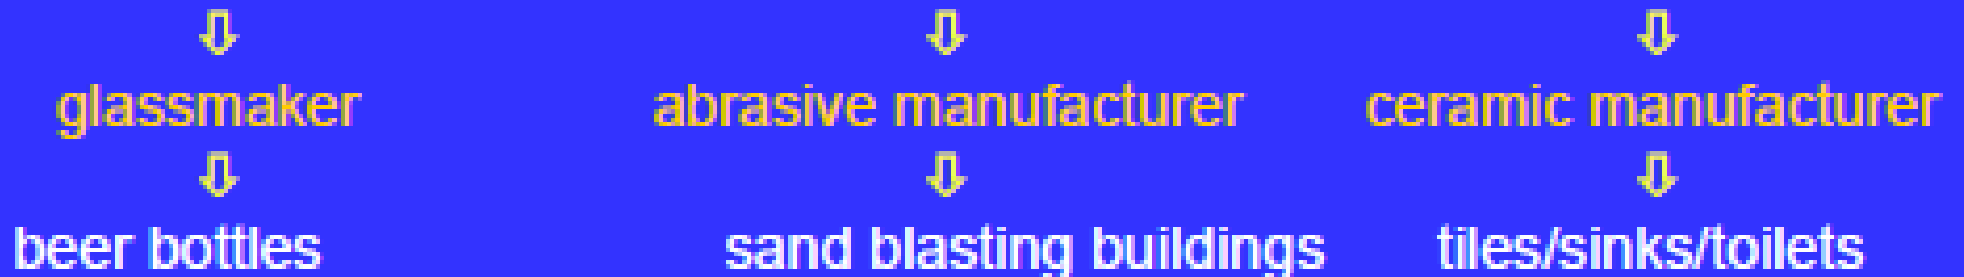 glassmaker abrasive manufacturer ceramic manufacturer
beer bottles sand blasting buildings tiles/sinks/toilets